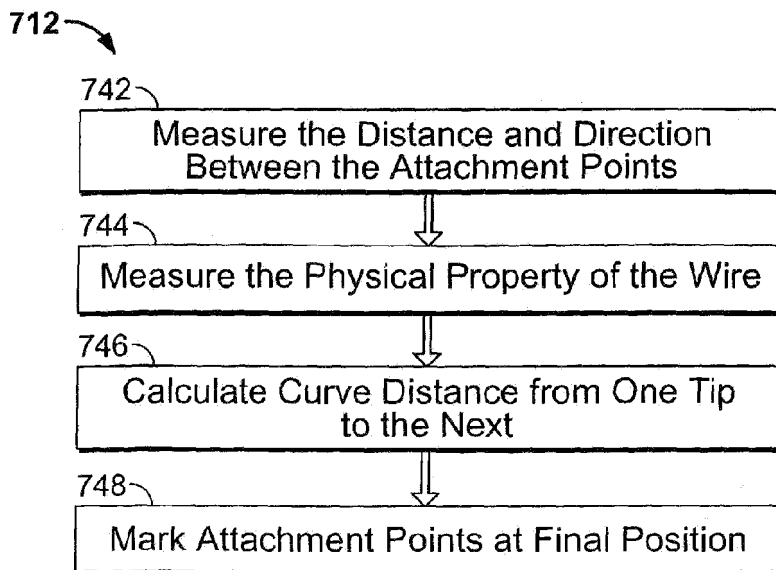 712
742
Measure the Distance and Direction
Between the Attachment Points
744
Measure the Physical Property of the Wire
746
Calculate Curve Distance from One Tip
to the Next
748
Mark Attachment Points at Final Position